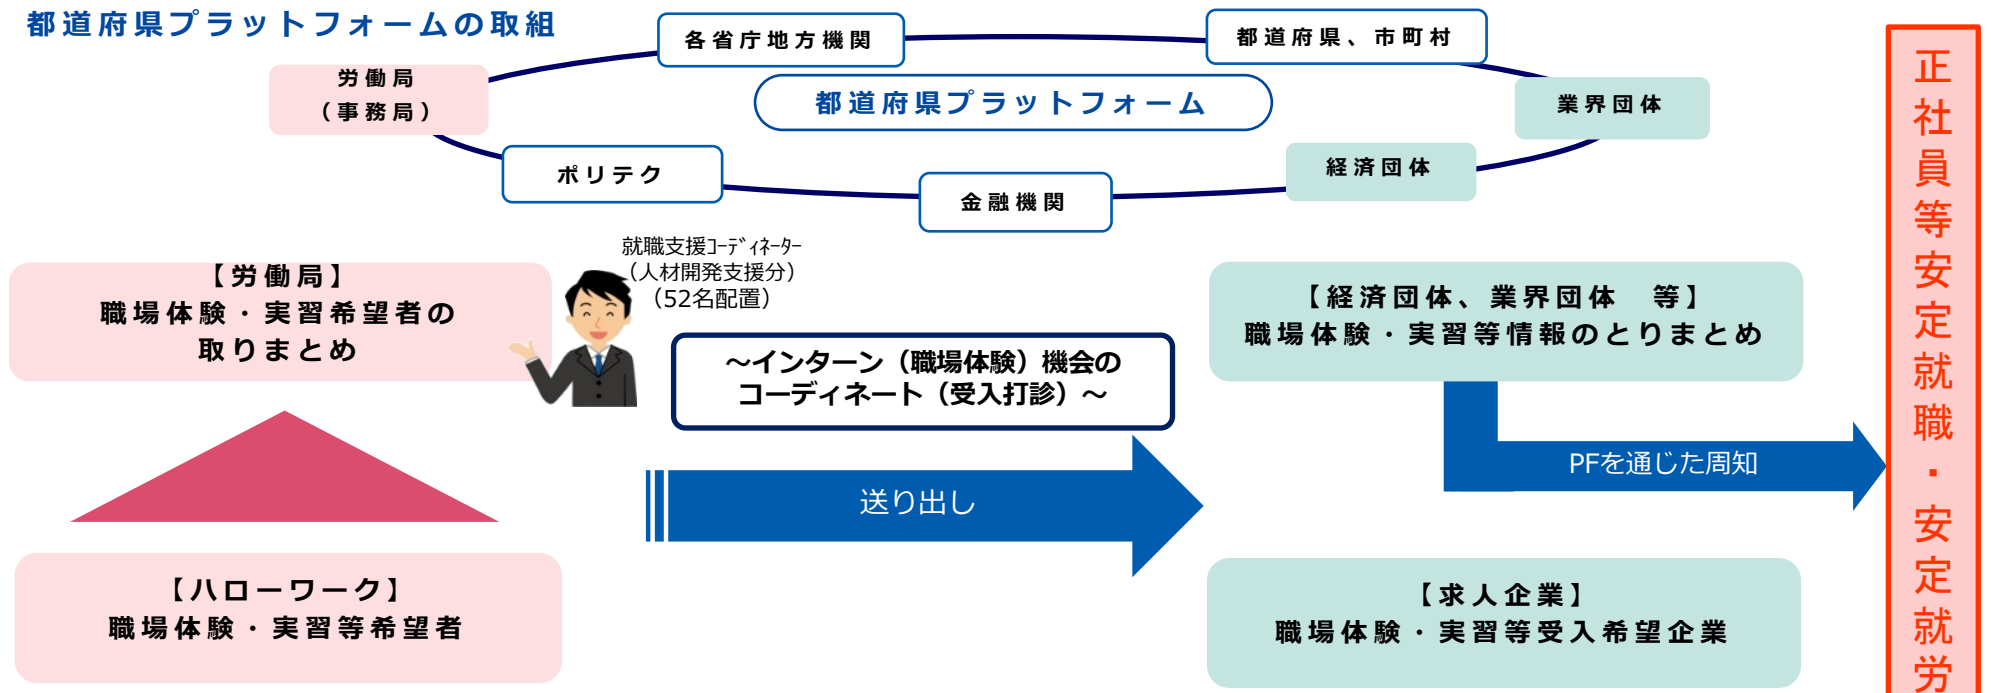 都道府県プラットフォームの取組
各省庁地方機関
都道府県、市町村
労働局
（事務局）
都道府県プラットフォーム
業界団体
ポリテク
経済団体
金融機関
就職支援ｺｰﾃﾞｨﾈｰﾀｰ
（人材開発支援分）
（52名配置）
【労働局】
職場体験・実習希望者の
取りまとめ
～インターン（職場体験）機会の
コーディネート（受入打診）～
【経済団体、業界団体　等】
職場体験・実習等情報のとりまとめ
PFを通じた周知
送り出し
【ハローワーク】
職場体験・実習等希望者
【求人企業】
職場体験・実習等受入希望企業
正社員等安定就職・安定就労